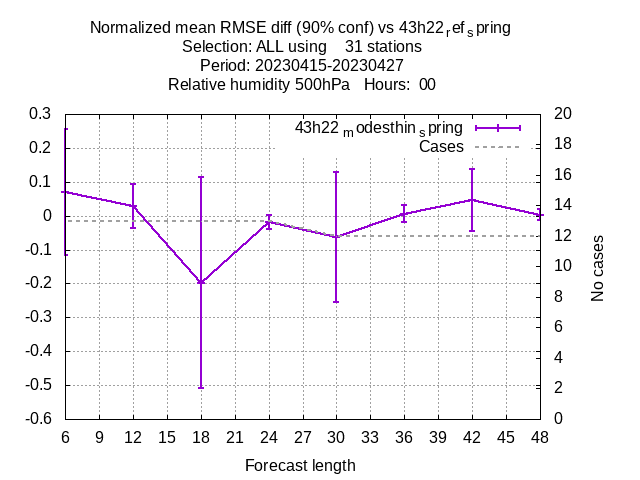 Normalized mean RMSE diff (90% conf) vs 43h22refspring
Selection: ALL using 31 stations
Period: 20230415-20230427
Relative humidity 500hPa Hours: 00
43h22modesthinspring
Cases
0.3
0.2
0.1
0
-0.1
-0.2
-0.3
-0.4
-0.5
-0.6
20
18
16
14
12
10
8
6
4
2
0
No cases
6 9 12 15 18 21 24 27 30 33 36 39 42 45 48
Forecast length